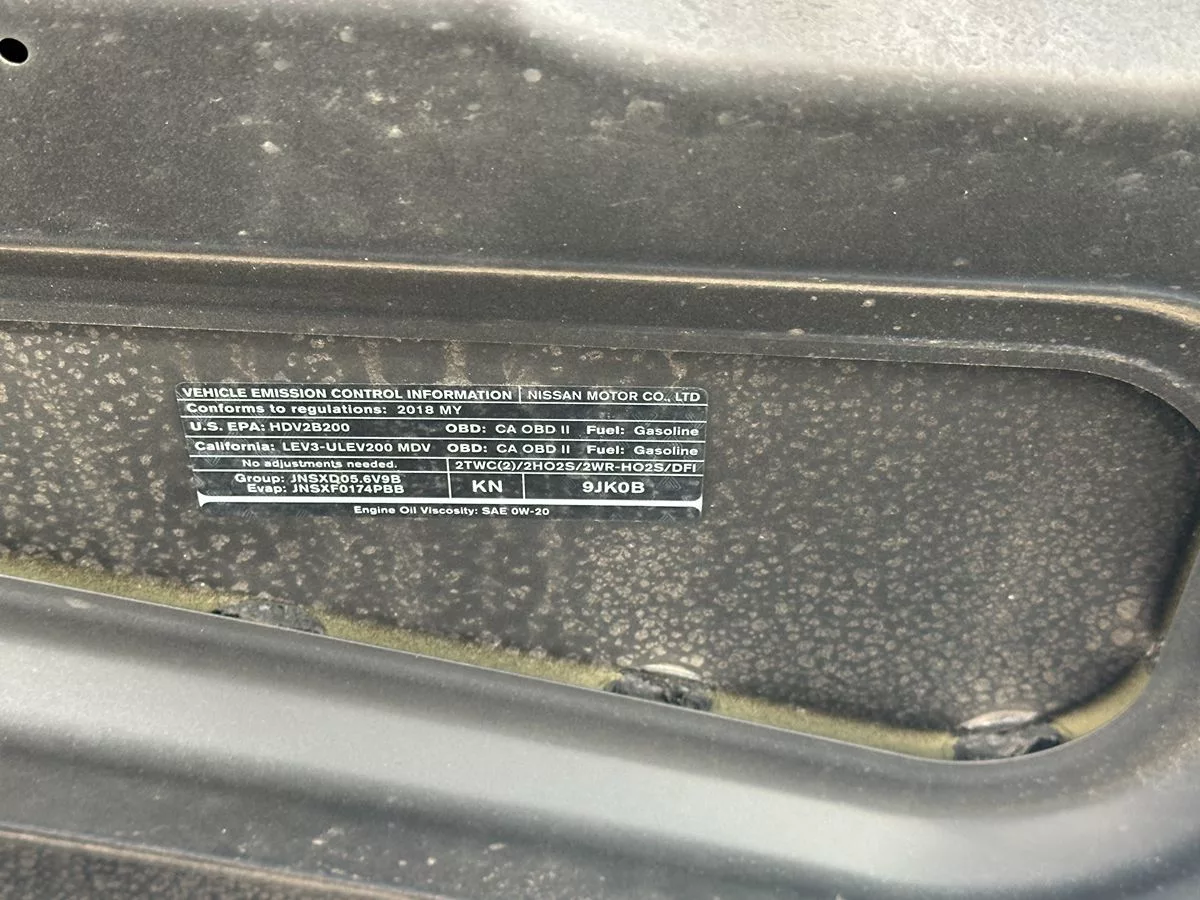 VEHICLE EMISSION CONTROL INFORMATION | NISSAN MOTOR CO., LTD
Conforms to regulations: 2018 MY
U.S. EPA: HDV2B200 OBD: CA OBD II Fuel: Gasoline
California: LEV3-ULEV200 MDV OBD: CA OBD II Fuel: Gasoline
No adjustments needed. 2TWC(2)/2HO2S/2WR-HO2S/DFI
Group: JNSXD05.6V9B
Evap: JNSXF0174PBB
KN 9JK0B
Engine Oil Viscosity: SAE 0W-20